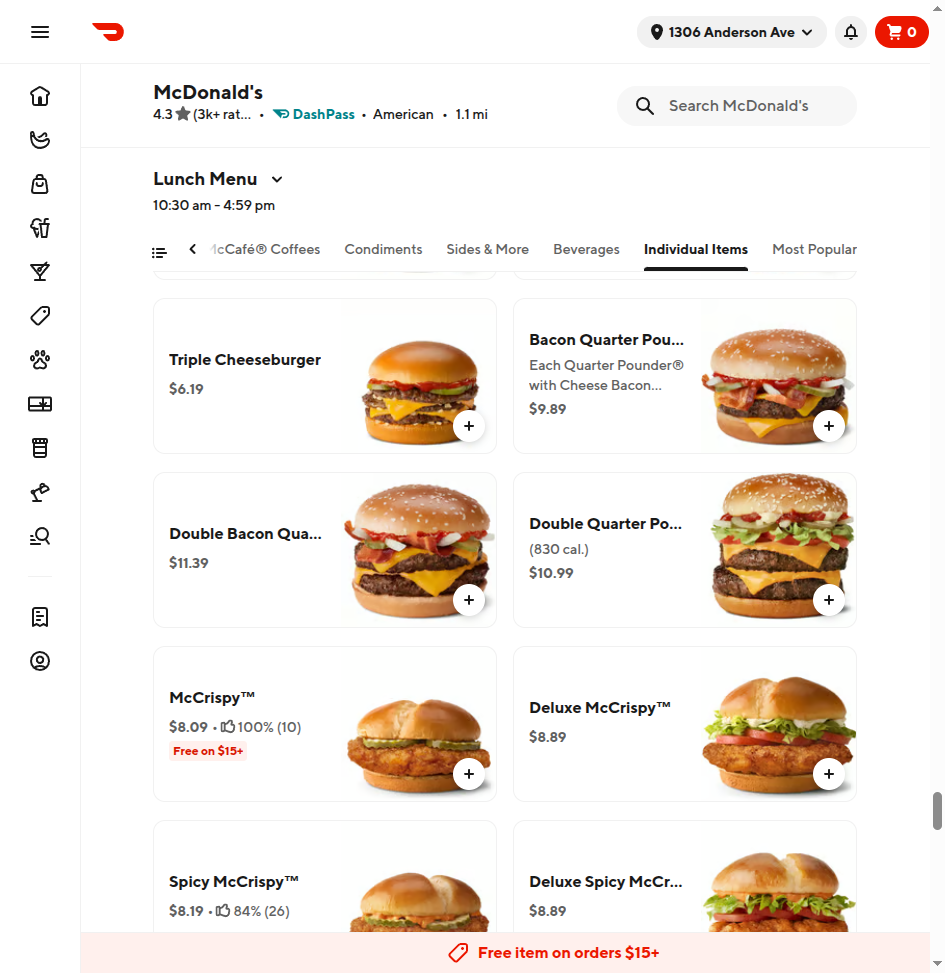 1306 Anderson Ave
0
McDonald's
4.3 (3k+ rat... • DashPass • American • 1.1 mi
Search McDonald's
Lunch Menu
10:30 am - 4:59 pm
McCafé® Coffees
Condiments
Sides & More
Beverages
Individual Items
Most Popular
Triple Cheeseburger
$6.19
Bacon Quarter Pou...
Each Quarter Pounder®
with Cheese Bacon...
$9.89
Double Bacon Qua...
$11.39
Double Quarter Po...
(830 cal.)
$10.99
McCrispy™
$8.09 • 100% (10)
Free on $15+
Deluxe McCrispy™
$8.89
Spicy McCrispy™
$8.19 • 84% (26)
Deluxe Spicy McCr...
$8.89
Free item on orders $15+